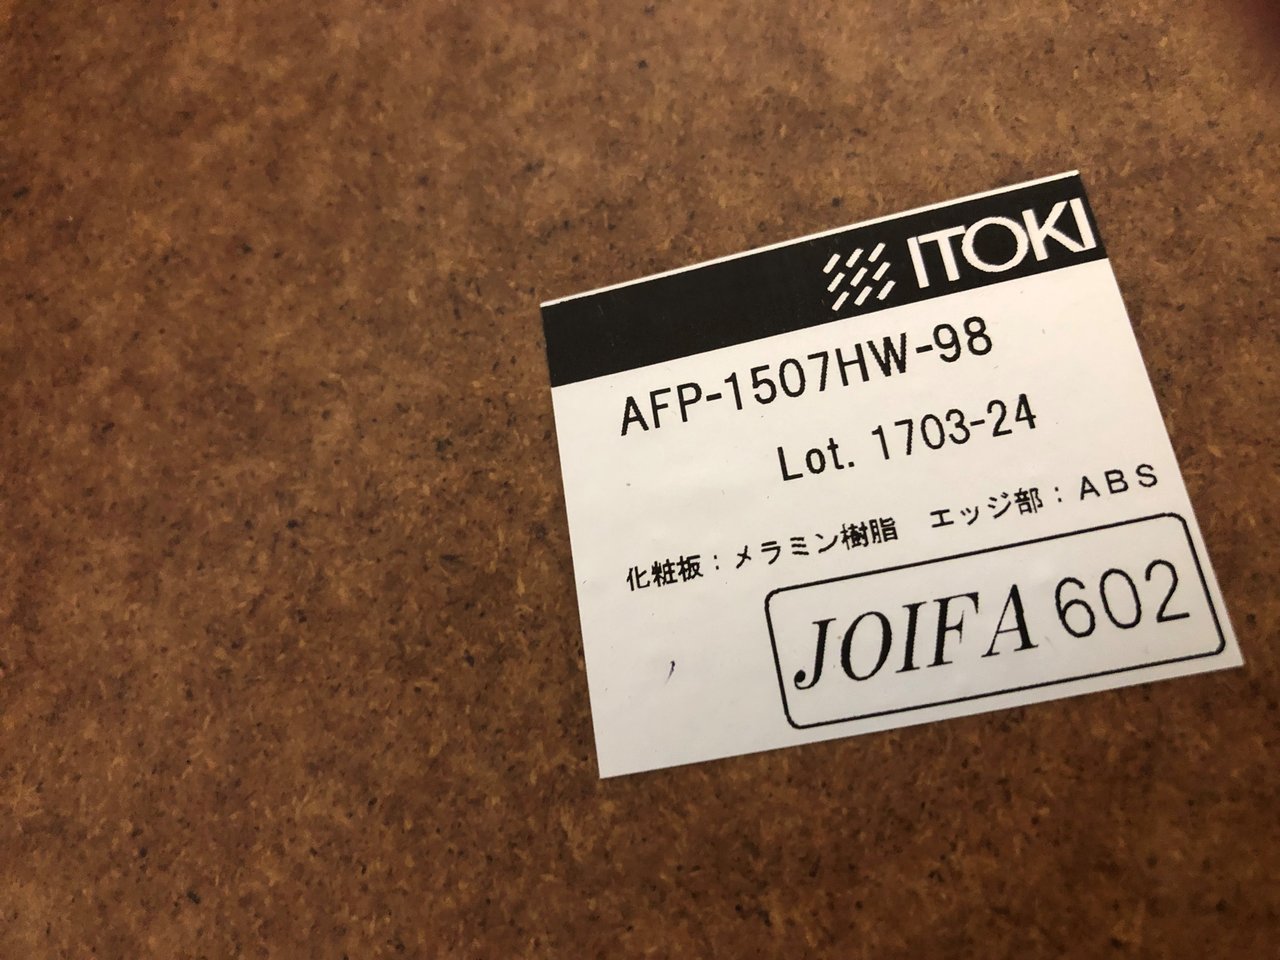 ITOKI
AFP-1507HW-98
Lot. 1703-24
化粧板：メラミン樹脂　エッジ部：ＡＢＳ
JOIFA 602